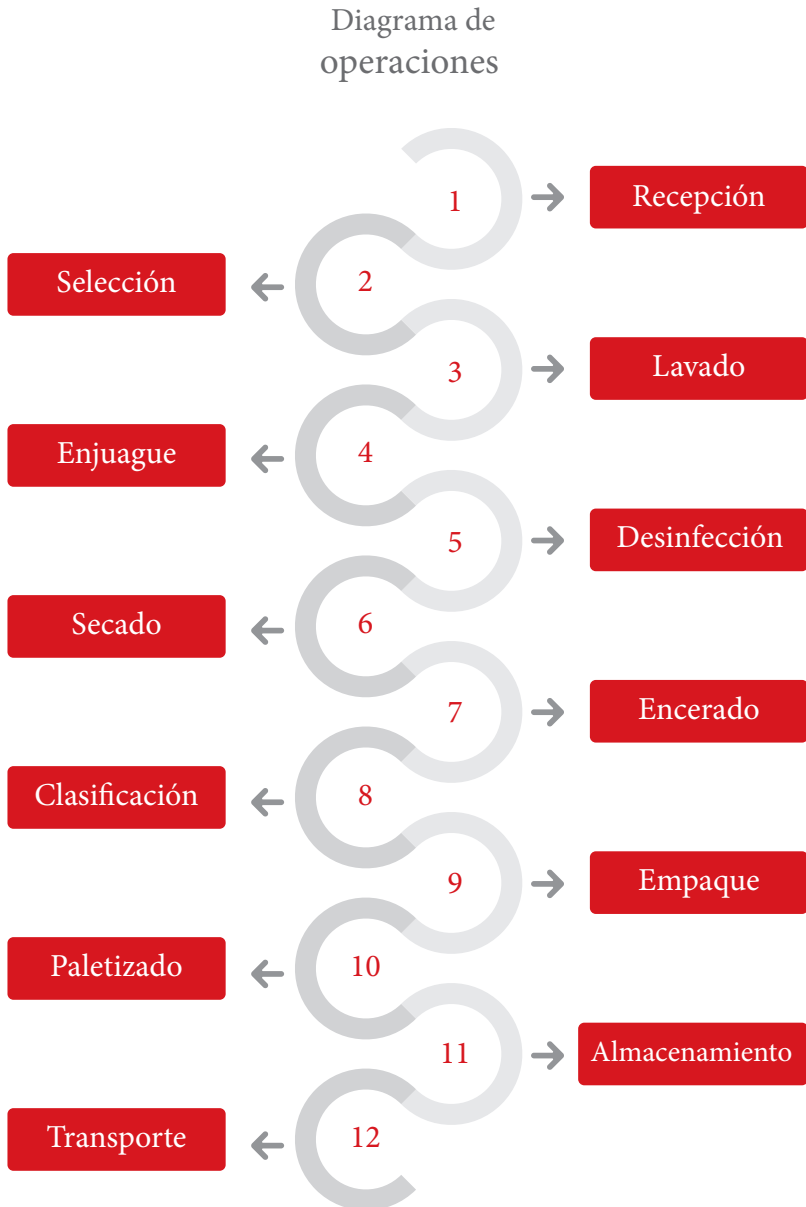 Diagrama de
operaciones
1
Recepción
Selección
2
3
Lavado
Enjuague
4
5
Desinfección
Secado
6
7
Encerado
Clasificación
8
9
Empaque
Paletizado
10
11
Almacenamiento
Transporte
12